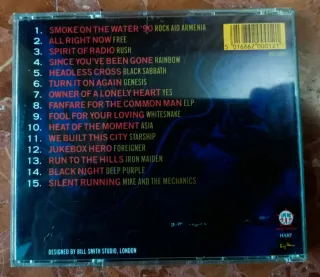 1. SMOKE ON THE WATER '90 ROCK AID ARMENIA
2. ALL RIGHT NOW FREE
3. SPIRIT OF RADIO RUSH
4. SINCE YOU'VE BEEN GONE RAINBOW
5. HEADLESS CROSS BLACK SABBATH
6. TURN IT ON AGAIN GENESIS
7. OWNER OF A LONELY HEART YES
8. FANFARE FOR THE COMMON MAN ELP
9. FOOL FOR YOUR LOVING WHITESNAKE
10. HEAT OF THE MOMENT ASIA
11. WE BUILT THIS CITY STARSHIP
12. JUKEBOX HERO FOREIGNER
13. RUN TO THE HILLS IRON MAIDEN
14. BLACK NIGHT DEEP PURPLE
15. SILENT RUNNING MIKE AND THE MECHANICS
5 016662 000121
DESIGNED BY BILL SMITH STUDIO, LONDON